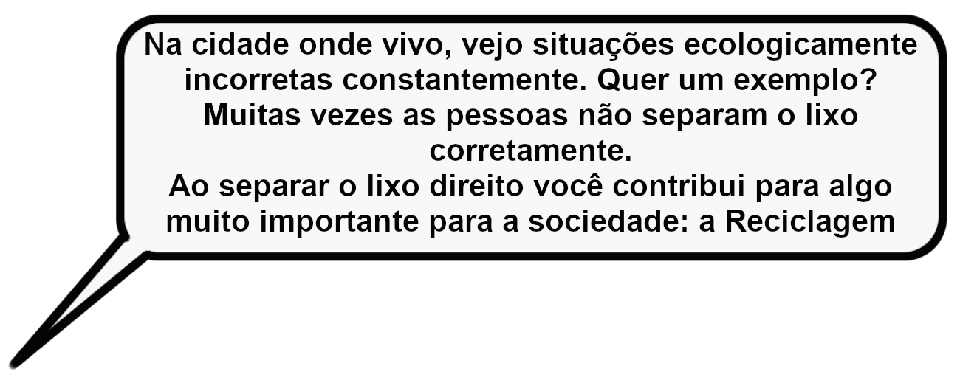 Na cidade onde vivo, vejo situações ecologicamente
incorretas constantemente. Quer um exemplo?
Muitas vezes as pessoas não separam o lixo
corretamente.
Ao separar o lixo direito você contribui para algo
muito importante para a sociedade: a Reciclagem